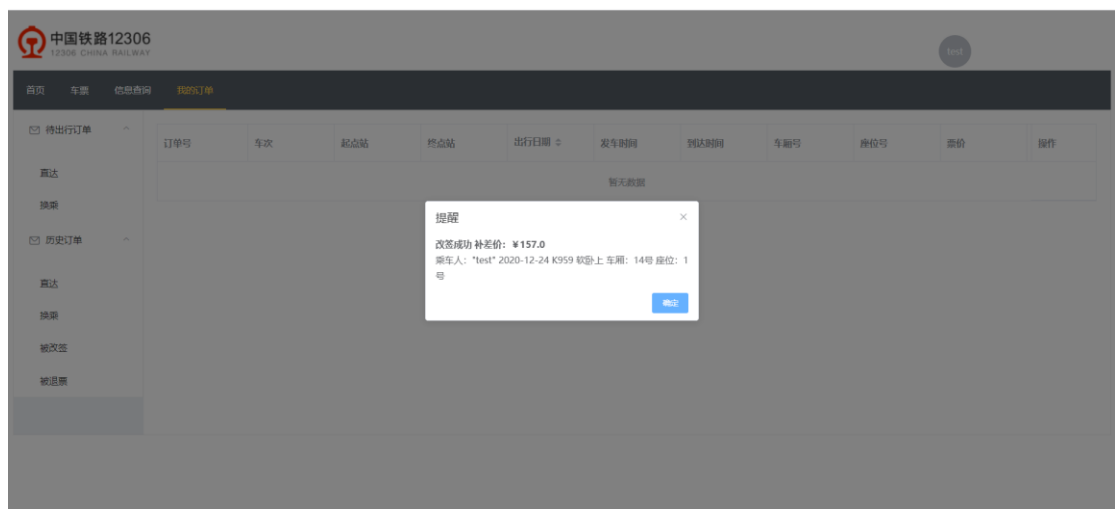 中国铁路12306
12306 CHINA RAILWAY
test
首页 车票 信息查询 我的订单
待出行订单
订单号 车次 起点站 终点站 出行日期 发车时间 到达时间 车厢号 座位号 票价 操作
直达
暂无数据
换乘
提醒
历史订单
改签成功 补差价：￥157.0
乘车人："test" 2020-12-24 K959 软卧上 车厢：14号 座位：1
号
直达
确定
换乘
被改签
被退票